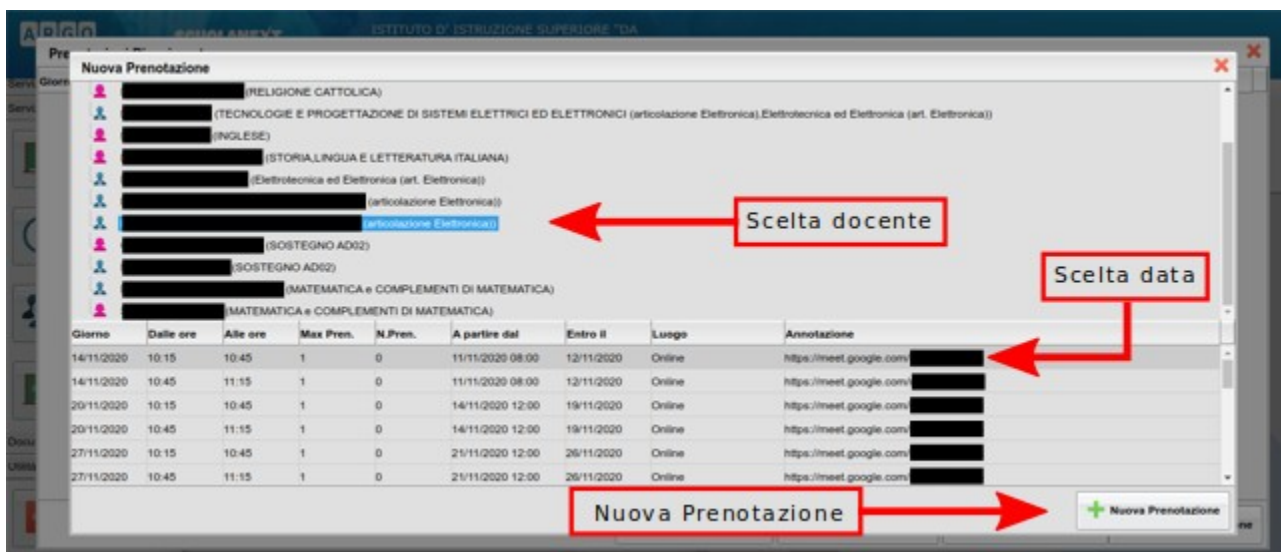 ARGO SCUOLANEXT ISTITUTO D' ISTRUZIONE SUPERIORE "DA
Nuova Prenotazione
(RELIGIONE CATTOLICA)
(TECNOLOGIE E PROGETTAZIONE DI SISTEMI ELETTRICI ED ELETTRONICI (articolazione Elettronica),Elettrotecnica ed Elettronica (art. Elettronica))
(INGLESE)
(STORIA,LINGUA E LETTERATURA ITALIANA)
(Elettrotecnica ed Elettronica (art. Elettronica))
(articolazione Elettronica))
(articolazione Elettronica))
Scelta docente
(SOSTEGNO AD02)
(SOSTEGNO AD02)
(MATEMATICA e COMPLEMENTI DI MATEMATICA)
Scelta data
(MATEMATICA e COMPLEMENTI DI MATEMATICA)
Giorno Dalle ore Alle ore Max Pren. N.Pren. A partire dal Entro il Luogo Annotazione
14/11/2020 10:15 10:45 1 0 11/11/2020 08:00 12/11/2020 Online https://meet.google.com/
14/11/2020 10:45 11:15 1 0 11/11/2020 08:00 12/11/2020 Online https://meet.google.com/
20/11/2020 10:15 10:45 1 0 14/11/2020 12:00 19/11/2020 Online https://meet.google.com/
20/11/2020 10:45 11:15 1 0 14/11/2020 12:00 19/11/2020 Online https://meet.google.com/
27/11/2020 10:15 10:45 1 0 21/11/2020 12:00 26/11/2020 Online https://meet.google.com/
27/11/2020 10:45 11:15 1 0 21/11/2020 12:00 26/11/2020 Online https://meet.google.com/
Nuova Prenotazione
Nuova Prenotazione